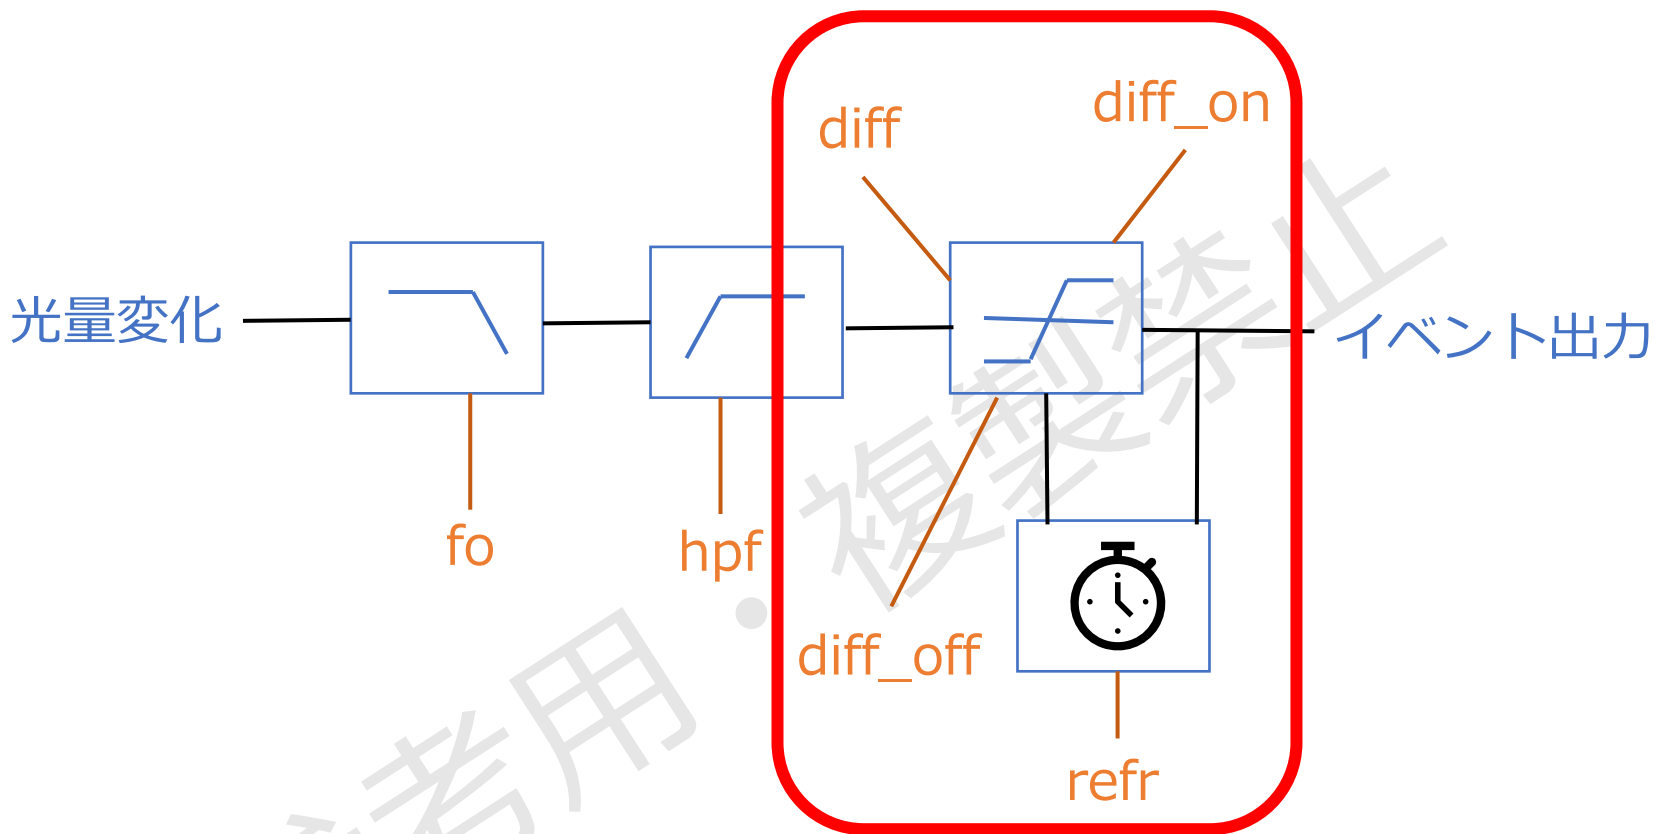 diff_on
diff
光量変化
イベント出力
fo
hpf
diff_off
refr
考用・複製禁止